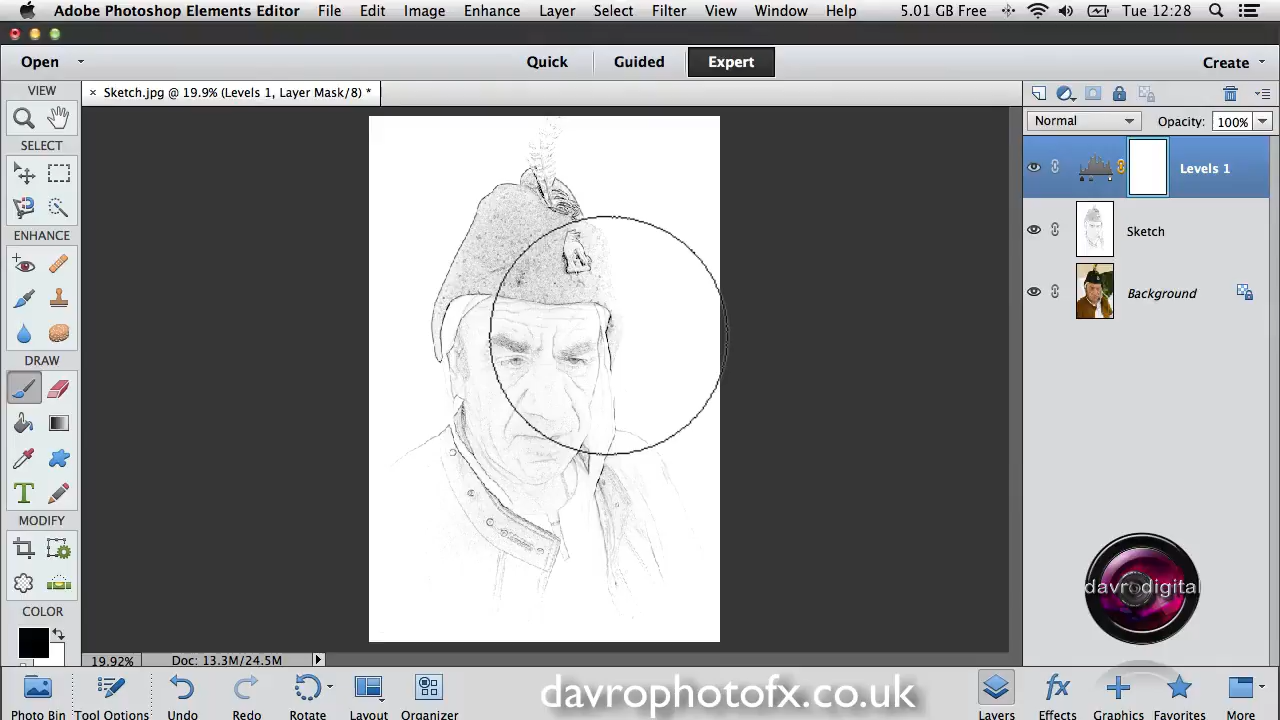 Adobe Photoshop Elements Editor File Edit Image Enhance Layer Select Filter View Window Help 5.01 GB Free Tue 12:28
Open Quick Guided Expert Create
VIEW × Sketch.jpg @ 19.9% (Levels 1, Layer Mask/8) *
Normal Opacity: 100%
SELECT
Levels 1
ENHANCE
Sketch
Background
DRAW
T
MODIFY
davrodigital
COLOR
19.92% Doc: 13.3M/24.5M
fx
davrophotofx.co.uk
Photo Bin Tool Options Undo Redo Rotate Layout Organizer Layers Effects Graphics Favorites More